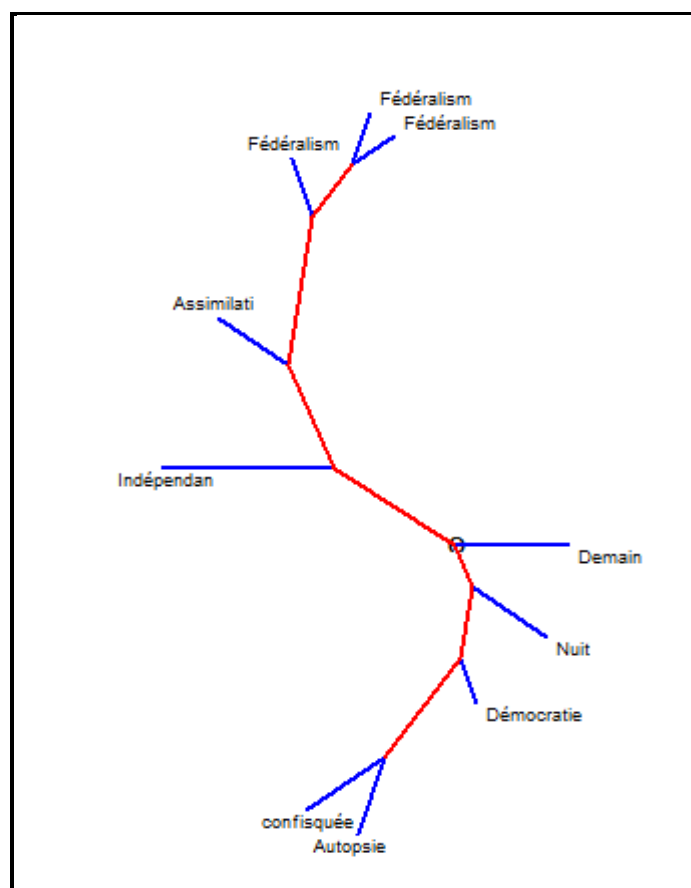 Fédéralism
Fédéralism
Fédéralism
Assimilati
Indépendan
Demain
Nuit
Démocratie
confisquée
Autopsie